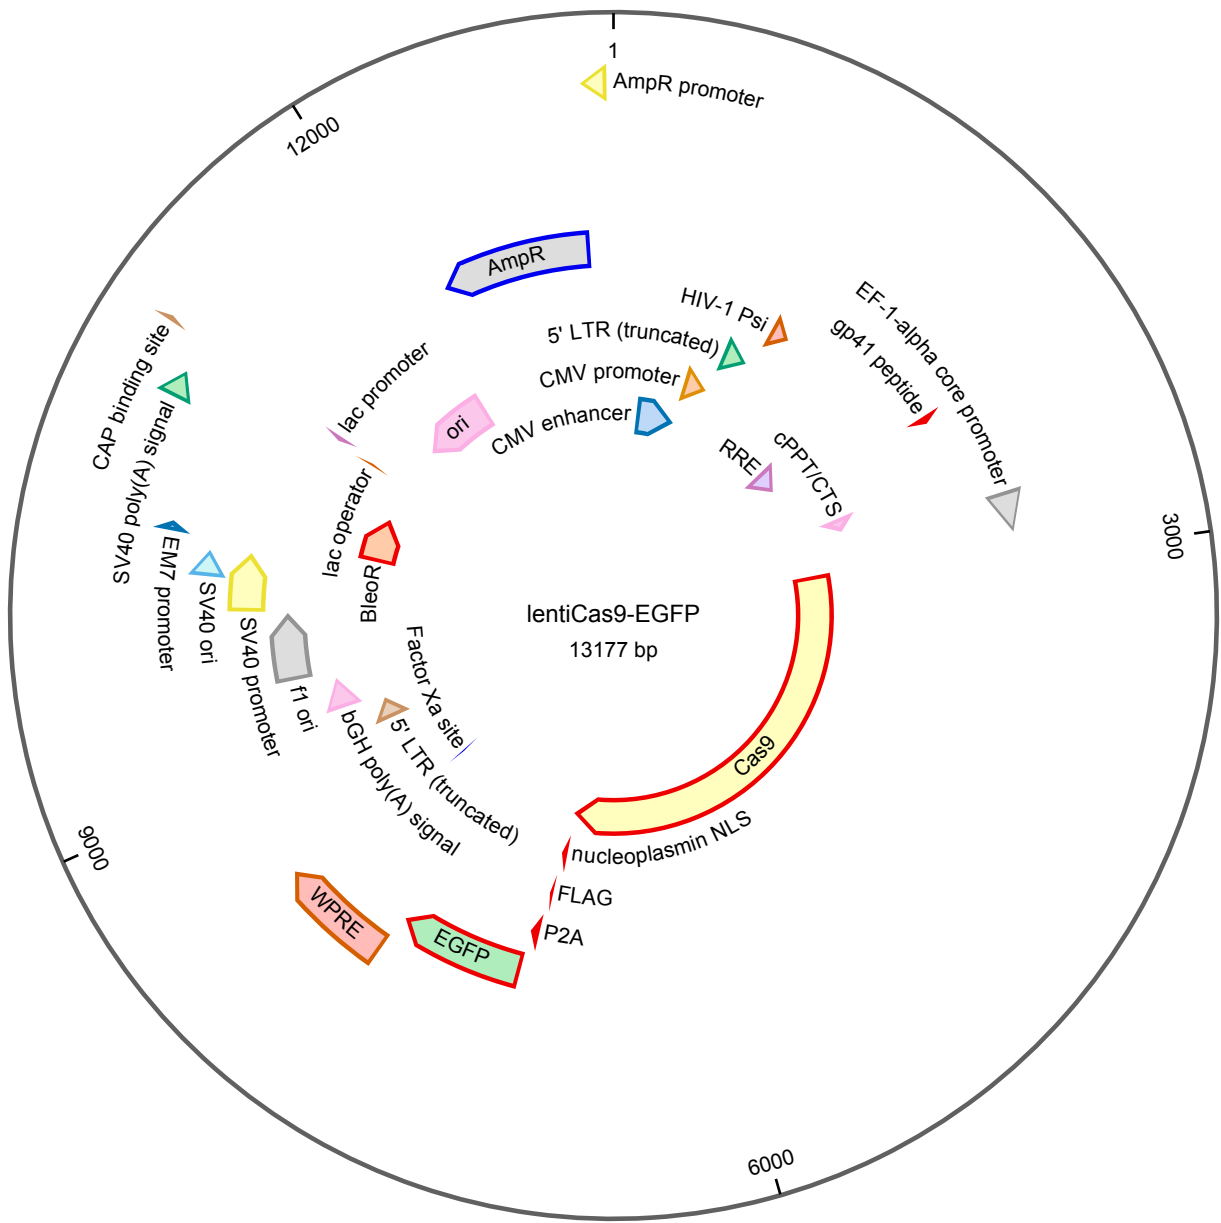 1
AmpR promoter
12000
AmpR
HIV-1 Psi
EF-1-alpha core promoter
5' LTR (truncated)
gp41 peptide
CAP binding site
lac promoter
CMV promoter
SV40 poly(A) signal
ori
CMV enhancer
RRE
cPPT/CTS
lac operator
3000
EM7 promoter
SV40 ori
BleoR
SV40 promoter
lentiCas9-EGFP
13177 bp
f1 ori
Factor Xa site
bGH poly(A) signal
5' LTR (truncated)
Cas9
9000
nucleoplasmin NLS
FLAG
WPRE
EGFP
P2A
6000